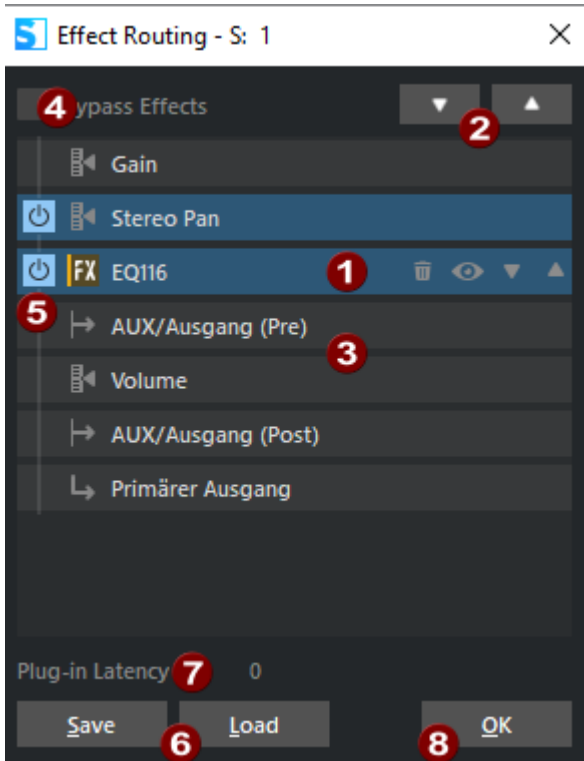 Effect Routing - S: 1
4 ypass Effects
2
Gain
Stereo Pan
FX EQ116 1
5
AUX/Ausgang (Pre)
3
Volume
AUX/Ausgang (Post)
Primärer Ausgang
Plug-in Latency 7 0
Save Load OK
6 8